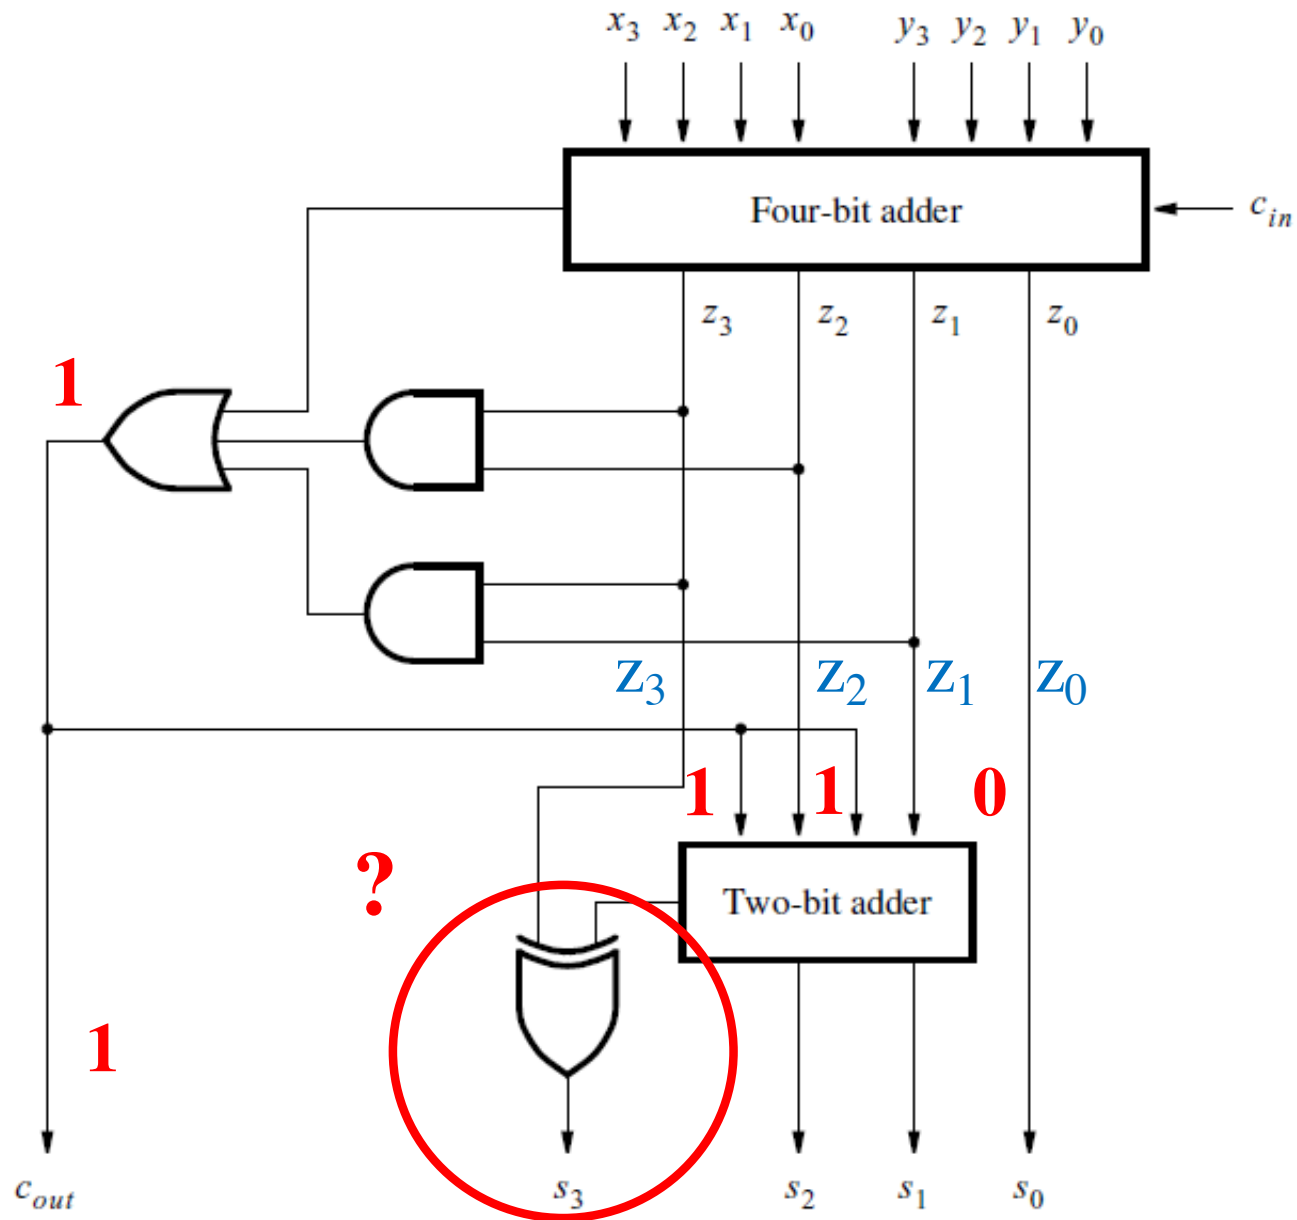 x3 x2 x1 x0 y3 y2 y1 y0
Four-bit adder
cin
z3 z2 z1 z0
1
Z3 Z2 Z1 Z0
1 1 0
?
Two-bit adder
1
cout s3 s2 s1 s0